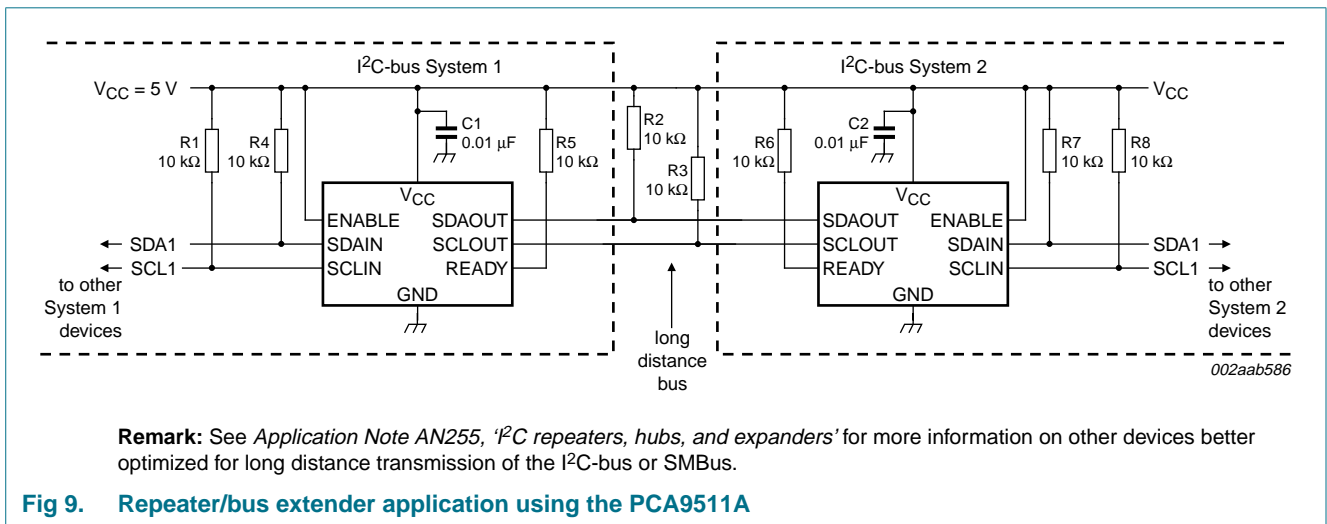 I²C-bus System 1
I²C-bus System 2
VCC = 5 V
VCC
R1
10 kΩ
R4
10 kΩ
C1
0.01 μF
R5
10 kΩ
R2
10 kΩ
R3
10 kΩ
R6
10 kΩ
C2
0.01 μF
R7
10 kΩ
R8
10 kΩ
VCC
ENABLE
SDAIN
SCLIN
SDAOUT
SCLOUT
READY
GND
VCC
SDAOUT
SCLOUT
READY
ENABLE
SDAIN
SCLIN
GND
SDA1
SCL1
to other
System 1
devices
long
distance
bus
SDA1
SCL1
to other
System 2
devices
002aab586
Remark: See Application Note AN255, ‘I²C repeaters, hubs, and expanders’ for more information on other devices better
optimized for long distance transmission of the I²C-bus or SMBus.
Fig 9. Repeater/bus extender application using the PCA9511A